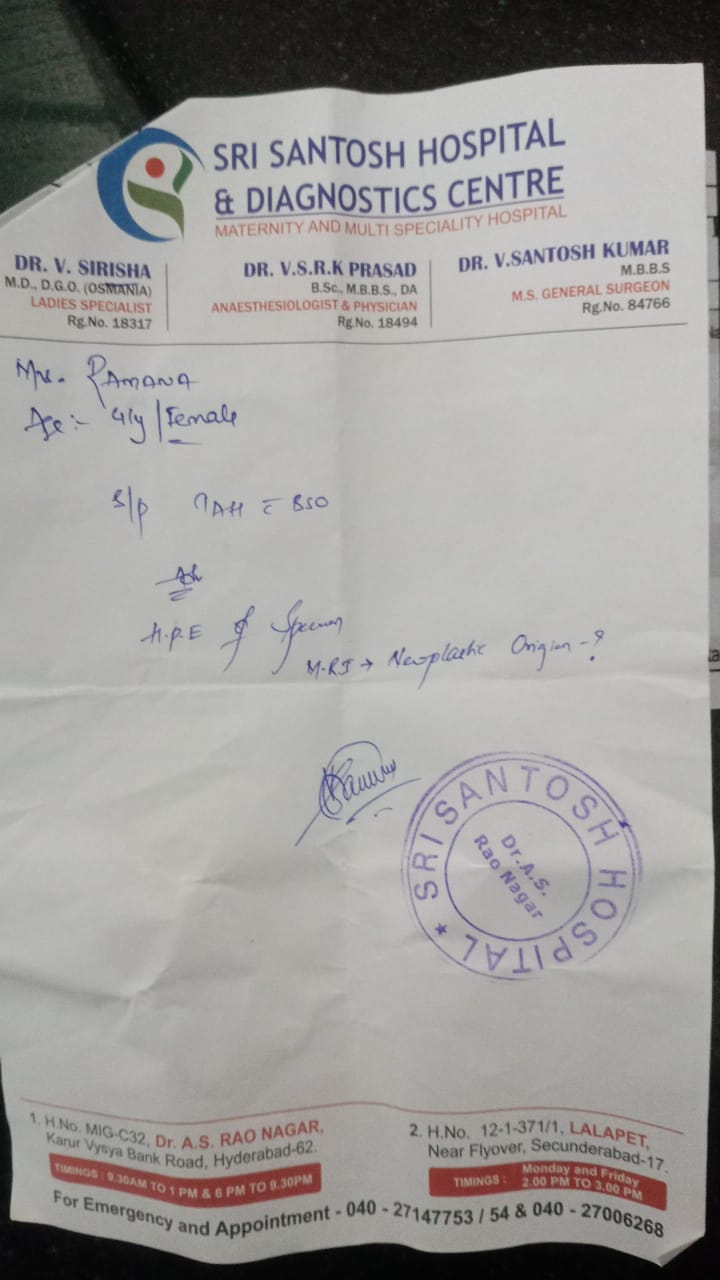 SRI SANTOSH HOSPITAL
& DIAGNOSTICS CENTRE
MATERNITY AND MULTI SPECIALITY HOSPITAL
DR. V. SIRISHA
M.D., D.G.O. (OSMANIA)
LADIES SPECIALIST
Rg.No. 18317
DR. V.S.R.K PRASAD
B.Sc., M.B.B.S., DA
ANAESTHESIOLOGIST & PHYSICIAN
Rg.No. 18494
DR. V.SANTOSH KUMAR
M.B.B.S
M.S. GENERAL SURGEON
Rg.No. 84766
Mrs. RAMANA
Age:- 41y/Female
S/p TAH c̄ BSO
H.P.E of Specimen
M.RI → Neoplastic Origin -?
SRI SANTOSH HOSPITAL
Dr.A.S.
Rao Nagar
1. H.No. MIG-C32, Dr. A.S. RAO NAGAR,
Karur Vysya Bank Road, Hyderabad-62.
TIMINGS : 9.30AM TO 1 PM & 6 PM TO 9.30PM
2. H.No. 12-1-371/1, LALAPET,
Near Flyover, Secunderabad-17.
TIMINGS : Monday and Friday
2.00 PM TO 3.00 PM
For Emergency and Appointment - 040 - 27147753 / 54 & 040 - 27006268